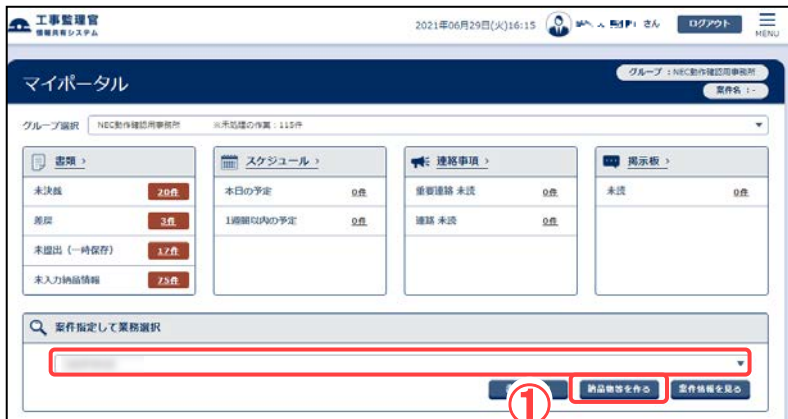 工事監理官
情報共有システム
2021年06月29日(火)16:15
さん
ログアウト
MENU
マイポータル
グループ：NEC動作確認用事務所
案件名：-
グループ選択 NEC動作確認用事務所 ※未処理の作業：115件
書類 >
未決裁 20件
差戻 3件
未提出（一時保存） 17件
未入力納品情報 75件
スケジュール >
本日の予定 0件
1週間以内の予定 0件
連絡事項 >
重要連絡 未読 0件
連絡 未読 0件
掲示板 >
未読 0件
案件指定して業務選択
納品物等を作る
案件情報を見る
①